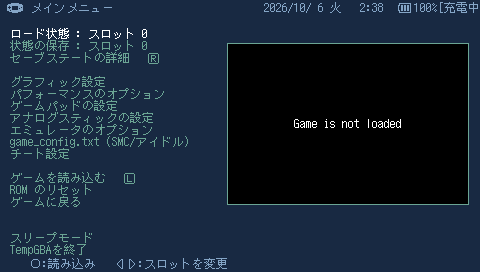 メインメニュー 2026/10/ 6 火 2:38 100%[充電中
ロード状態 : スロット 0
状態の保存 : スロット 0
セーブステートの詳細 R
グラフィック設定
パフォーマンスのオプション
ゲームパッドの設定
アナログスティックの設定
エミュレータのオプション
game_config.txt (SMC/アイドル)
チート設定
Game is not loaded
ゲームを読み込む L
ROM のリセット
ゲームに戻る
スリープモード
TempGBAを終了
○:読み込み ◁ ▷:スロットを変更